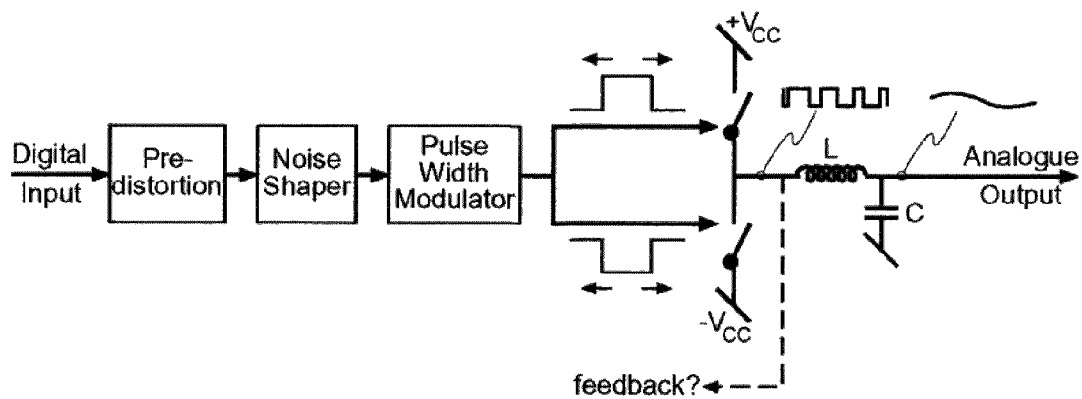 Digital
Input
Pre-
distortion
Noise
Shaper
Pulse
Width
Modulator
+VCC
-VCC
L
C
Analogue
Output
feedback?